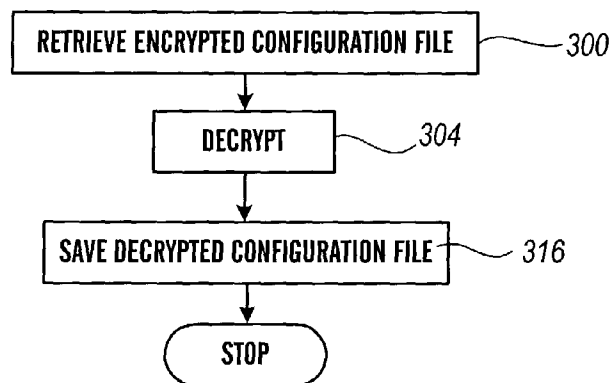 RETRIEVE ENCRYPTED CONFIGURATION FILE 300
DECRYPT 304
SAVE DECRYPTED CONFIGURATION FILE 316
STOP